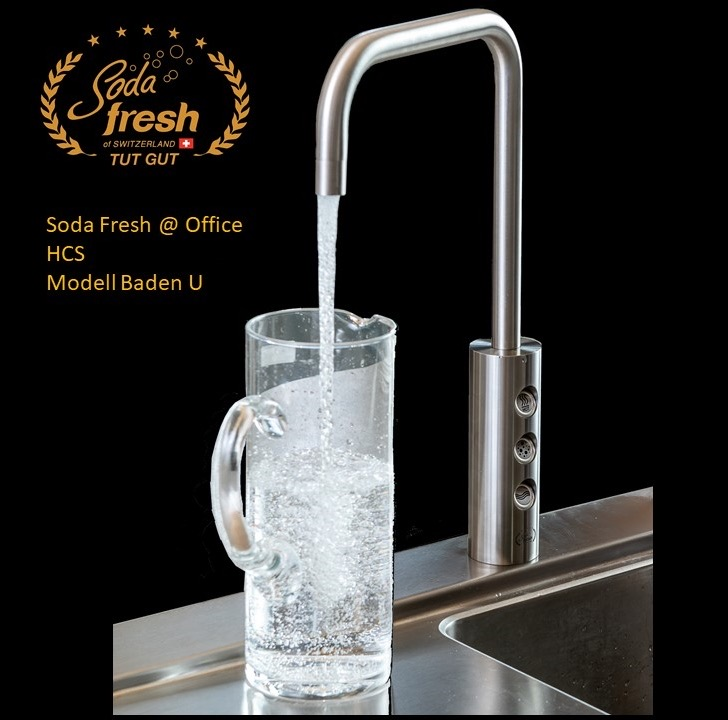 Soda
fresh
of SWITZERLAND
TUT GUT
Soda Fresh @ Office
HCS
Modell Baden U